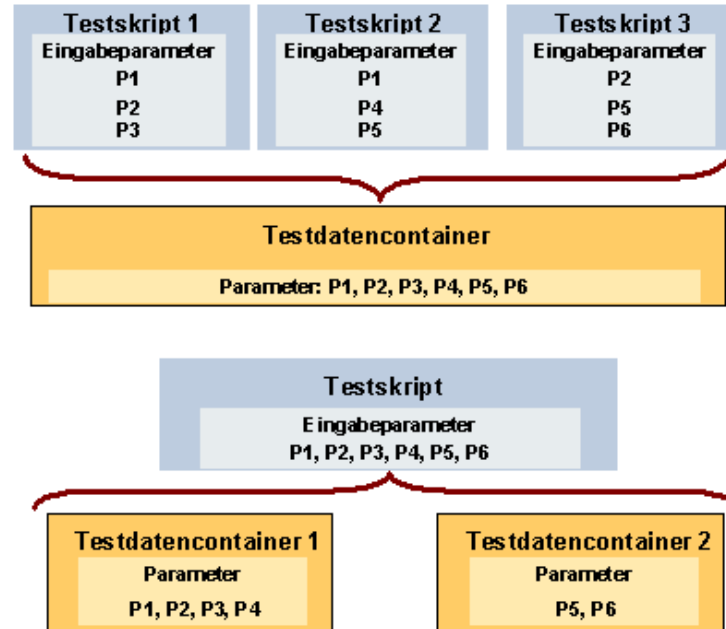 Testskript 1
Eingabeparameter
P1
P2
P3
Testskript 2
Eingabeparameter
P1
P4
P5
Testskript 3
Eingabeparameter
P2
P5
P6
Testdatencontainer
Parameter: P1, P2, P3, P4, P5, P6
Testskript
Eingabeparameter
P1, P2, P3, P4, P5, P6
Testdatencontainer 1
Parameter
P1, P2, P3, P4
Testdatencontainer 2
Parameter
P5, P6